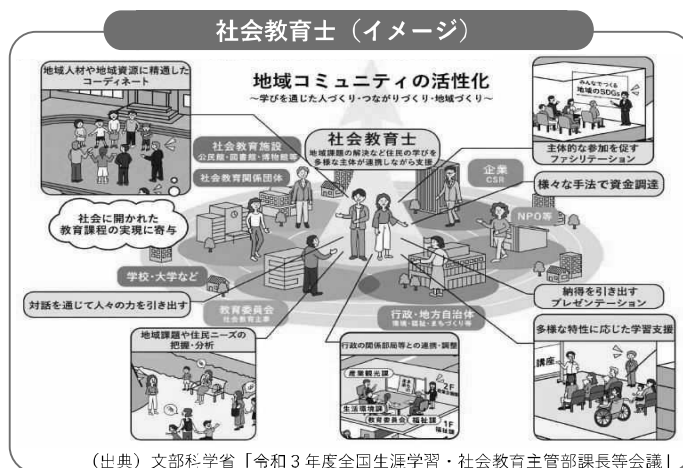 社会教育士（イメージ）
地域人材や地域資源に精通した
コーディネート
地域コミュニティの活性化
～学びを通じた人づくり・つながりづくり・地域づくり～
みんなでつくる
地域のSDGs
主体的な参加を促す
ファシリテーション
社会教育施設
公民館・図書館・博物館等
社会教育関係団体
社会教育士
地域課題の解決など住民の学びを
多様な主体が連携しながら支援
企業
CSR
様々な手法で資金調達
NPO等
社会に開かれた
教育課程の実現に寄与
学校・大学など
対話を通じて人々の力を引き出す
教育委員会
社会教育主事
行政・地方自治体
環境・福祉・まちづくり等
納得を引き出す
プレゼンテーション
地域課題や住民ニーズの
把握・分析
行政の関係部局等との連携・調整
産業観光課
2F
生活環境課
教育委員会
福祉課
1F
福祉課
多様な特性に応じた学習支援
講座
（出典）文部科学省「令和３年度全国生涯学習・社会教育主管部課長等会議」